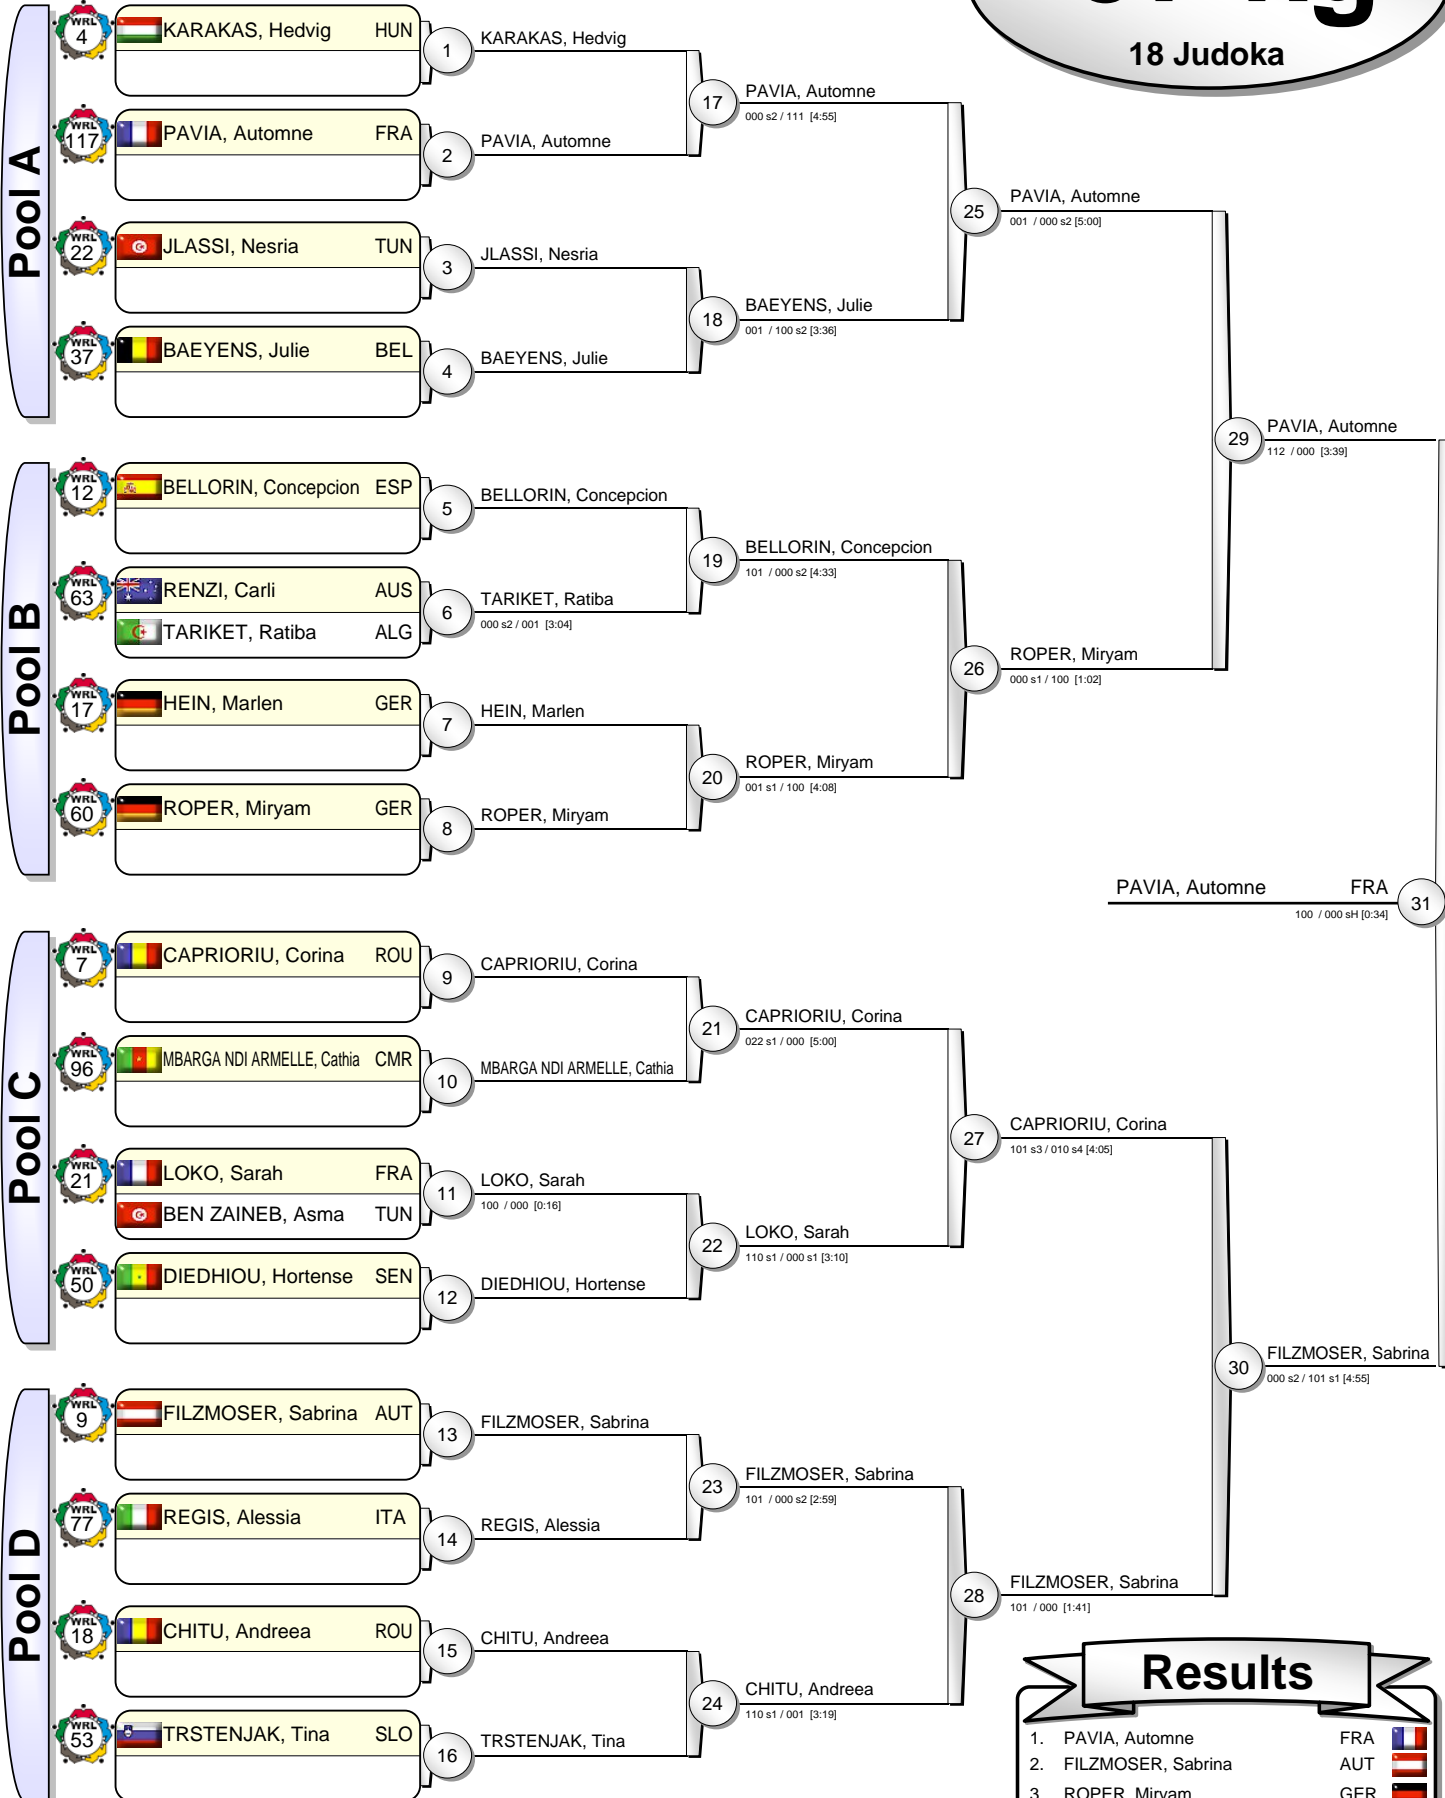 18 Judoka
Pool A
WRL 4
KARAKAS, Hedvig HUN
1
KARAKAS, Hedvig
WRL 117
PAVIA, Automne FRA
2
PAVIA, Automne
17
PAVIA, Automne
000 s2 / 111 [4:55]
WRL 22
JLASSI, Nesria TUN
3
JLASSI, Nesria
WRL 37
BAEYENS, Julie BEL
4
BAEYENS, Julie
18
BAEYENS, Julie
001 / 100 s2 [3:36]
25
PAVIA, Automne
001 / 000 s2 [5:00]
Pool B
WRL 12
BELLORIN, Concepcion ESP
5
BELLORIN, Concepcion
WRL 63
RENZI, Carli AUS
TARIKET, Ratiba ALG
6
TARIKET, Ratiba
000 s2 / 001 [3:04]
19
BELLORIN, Concepcion
101 / 000 s2 [4:33]
WRL 17
HEIN, Marlen GER
7
HEIN, Marlen
WRL 60
ROPER, Miryam GER
8
ROPER, Miryam
20
ROPER, Miryam
001 s1 / 100 [4:08]
26
ROPER, Miryam
000 s1 / 100 [1:02]
29
PAVIA, Automne
112 / 000 [3:39]
PAVIA, Automne FRA
100 / 000 sH [0:34]
31
Pool C
WRL 7
CAPRIORIU, Corina ROU
9
CAPRIORIU, Corina
WRL 96
MBARGA NDI ARMELLE, Cathia CMR
10
MBARGA NDI ARMELLE, Cathia
21
CAPRIORIU, Corina
022 s1 / 000 [5:00]
WRL 21
LOKO, Sarah FRA
BEN ZAINEB, Asma TUN
11
LOKO, Sarah
100 / 000 [0:16]
WRL 50
DIEDHIOU, Hortense SEN
12
DIEDHIOU, Hortense
22
LOKO, Sarah
110 s1 / 000 s1 [3:10]
27
CAPRIORIU, Corina
101 s3 / 010 s4 [4:05]
Pool D
WRL 9
FILZMOSER, Sabrina AUT
13
FILZMOSER, Sabrina
WRL 77
REGIS, Alessia ITA
14
REGIS, Alessia
23
FILZMOSER, Sabrina
101 / 000 s2 [2:59]
WRL 18
CHITU, Andreea ROU
15
CHITU, Andreea
WRL 53
TRSTENJAK, Tina SLO
16
TRSTENJAK, Tina
24
CHITU, Andreea
110 s1 / 001 [3:19]
28
FILZMOSER, Sabrina
101 / 000 [1:41]
30
FILZMOSER, Sabrina
000 s2 / 101 s1 [4:55]
Results
1. PAVIA, Automne FRA
2. FILZMOSER, Sabrina AUT
3. ROPER, Miryam GER